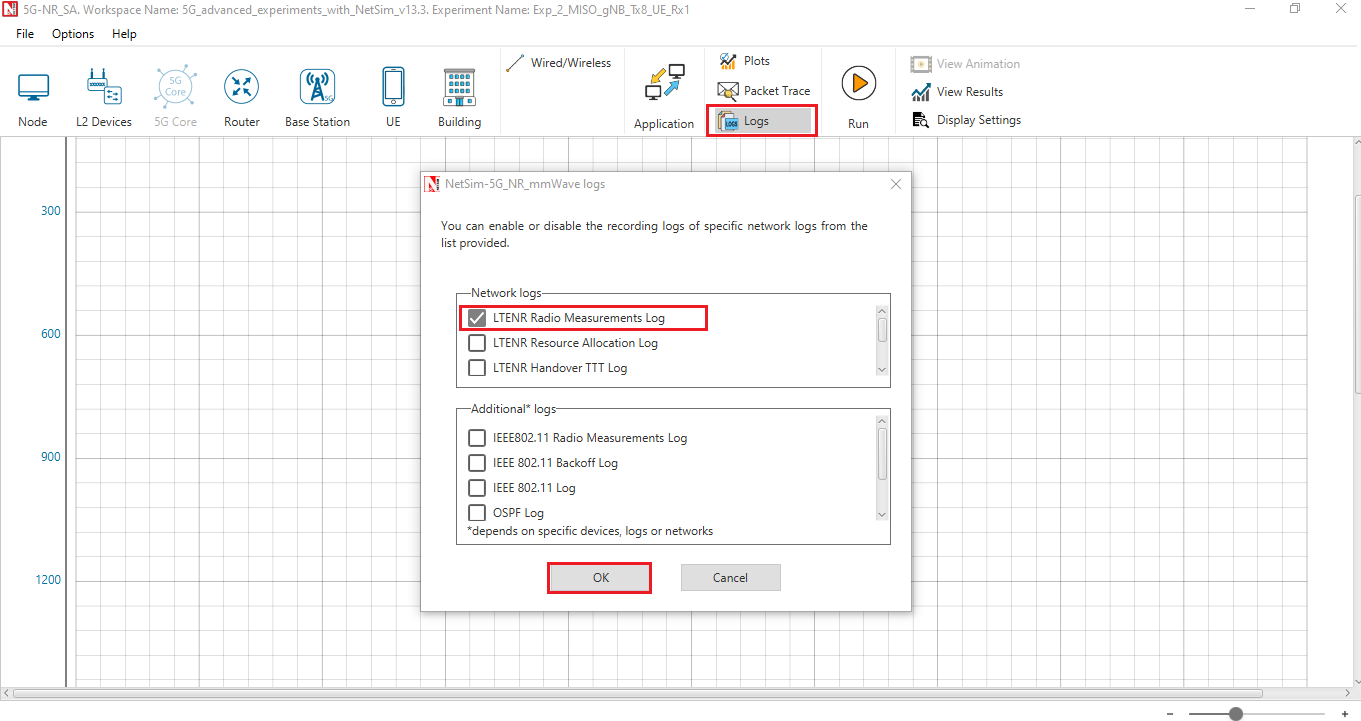 5G-NR_SA. Workspace Name: 5G_advanced_experiments_with_NetSim_v13.3. Experiment Name: Exp_2_MISO_gNB_Tx8_UE_Rx1
File Options Help
Node
L2 Devices
5G Core
5G Core
Router
Base Station
5G
UE
Building
Wired/Wireless
Application
Plots
Packet Trace
LOGS Logs
Run
View Animation
View Results
Display Settings
300
600
900
1200
NetSim-5G_NR_mmWave logs
You can enable or disable the recording logs of specific network logs from the
list provided.
Network logs
LTENR Radio Measurements Log
LTENR Resource Allocation Log
LTENR Handover TTT Log
Additional* logs
IEEE802.11 Radio Measurements Log
IEEE 802.11 Backoff Log
IEEE 802.11 Log
OSPF Log
*depends on specific devices, logs or networks
OK
Cancel